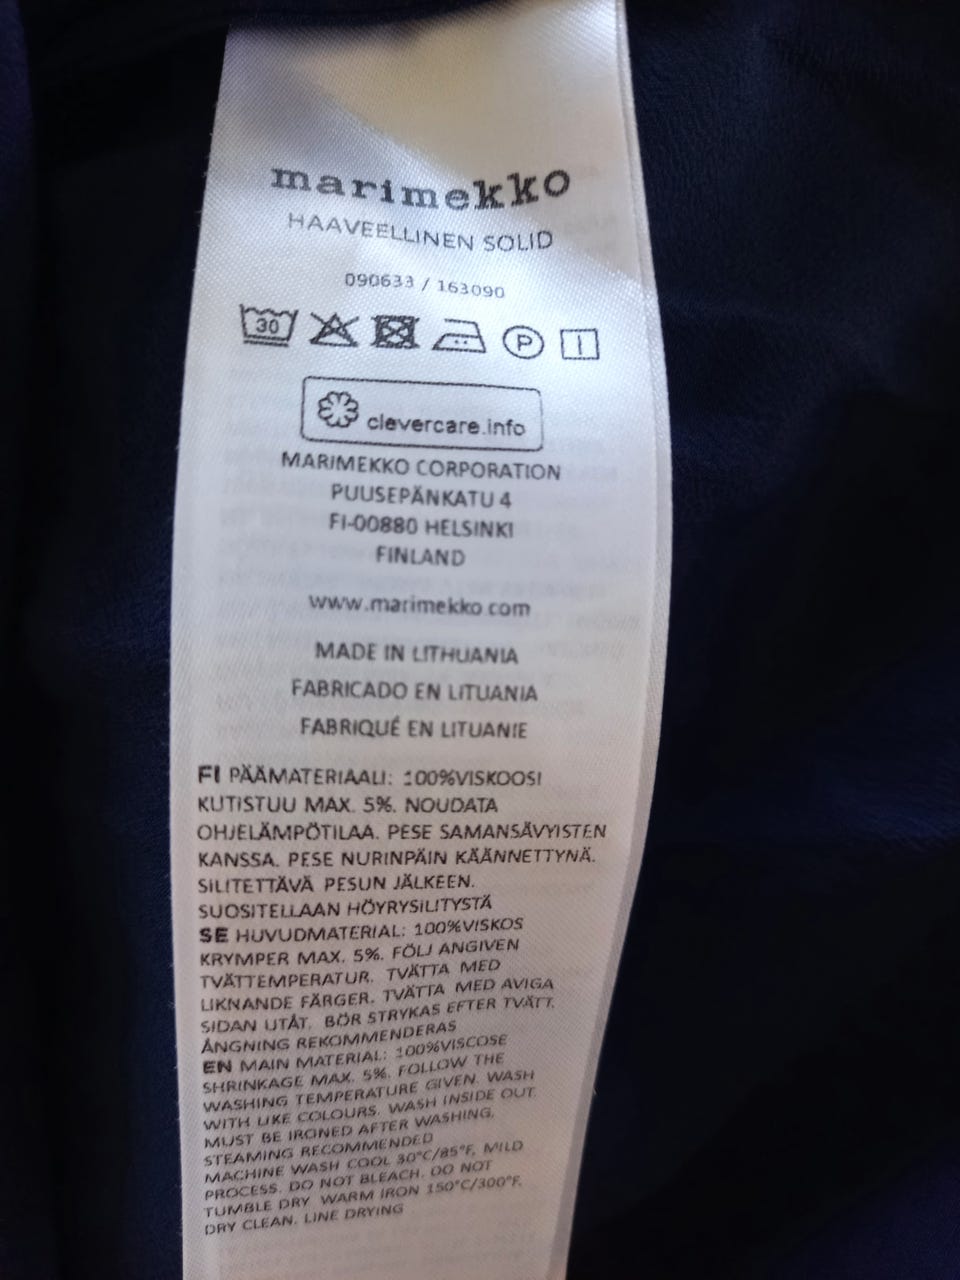 marimekko
HAAVEELLINEN SOLID
090633 / 163090
30 P
clevercare.info
MARIMEKKO CORPORATION
PUUSEPÄNKATU 4
FI-00880 HELSINKI
FINLAND
www.marimekko.com
MADE IN LITHUANIA
FABRICADO EN LITUANIA
FABRIQUÉ EN LITUANIE
FI PÄÄMATERIAALI: 100%VISKOOSI
KUTISTUU MAX. 5%. NOUDATA
OHJELÄMPÖTILAA. PESE SAMANSÄVYISTEN
KANSSA. PESE NURINPÄIN KÄÄNNETTYNÄ.
SILITETTÄVÄ PESUN JÄLKEEN.
SUOSITELLAAN HÖYRYSILITYSTÄ
SE HUVUDMATERIAL: 100%VISKOS
KRYMPER MAX. 5%. FÖLJ ANGIVEN
TVÄTTEMPERATUR. TVÄTTA MED
LIKNANDE FÄRGER. TVÄTTA MED AVIGA
SIDAN UTÅT. BÖR STRYKAS EFTER TVÄTT.
ÅNGNING REKOMMENDERAS
EN MAIN MATERIAL: 100%VISCOSE
SHRINKAGE MAX. 5%. FOLLOW THE
WASHING TEMPERATURE GIVEN. WASH
WITH LIKE COLOURS. WASH INSIDE OUT.
MUST BE IRONED AFTER WASHING.
STEAMING RECOMMENDED
MACHINE WASH COOL 30°C/85°F, MILD
PROCESS. DO NOT BLEACH. DO NOT
TUMBLE DRY WARM IRON 150°C/300°F.
DRY CLEAN. LINE DRYING